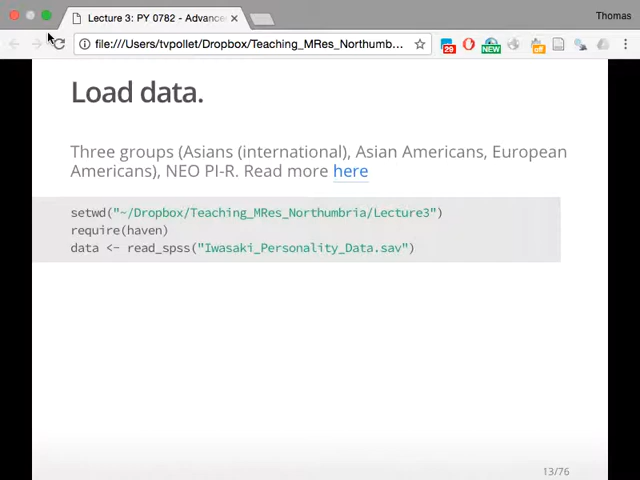 Lecture 3: PY 0782 - Advance
Thomas
file:///Users/tvpollet/Dropbox/Teaching_MRes_Northumb...
29
NEW
off
Load data.
Three groups (Asians (international), Asian Americans, European
Americans), NEO PI-R. Read more here
setwd("~/Dropbox/Teaching_MRes_Northumbria/Lecture3")
require(haven)
data <- read_spss("Iwasaki_Personality_Data.sav")
13/76